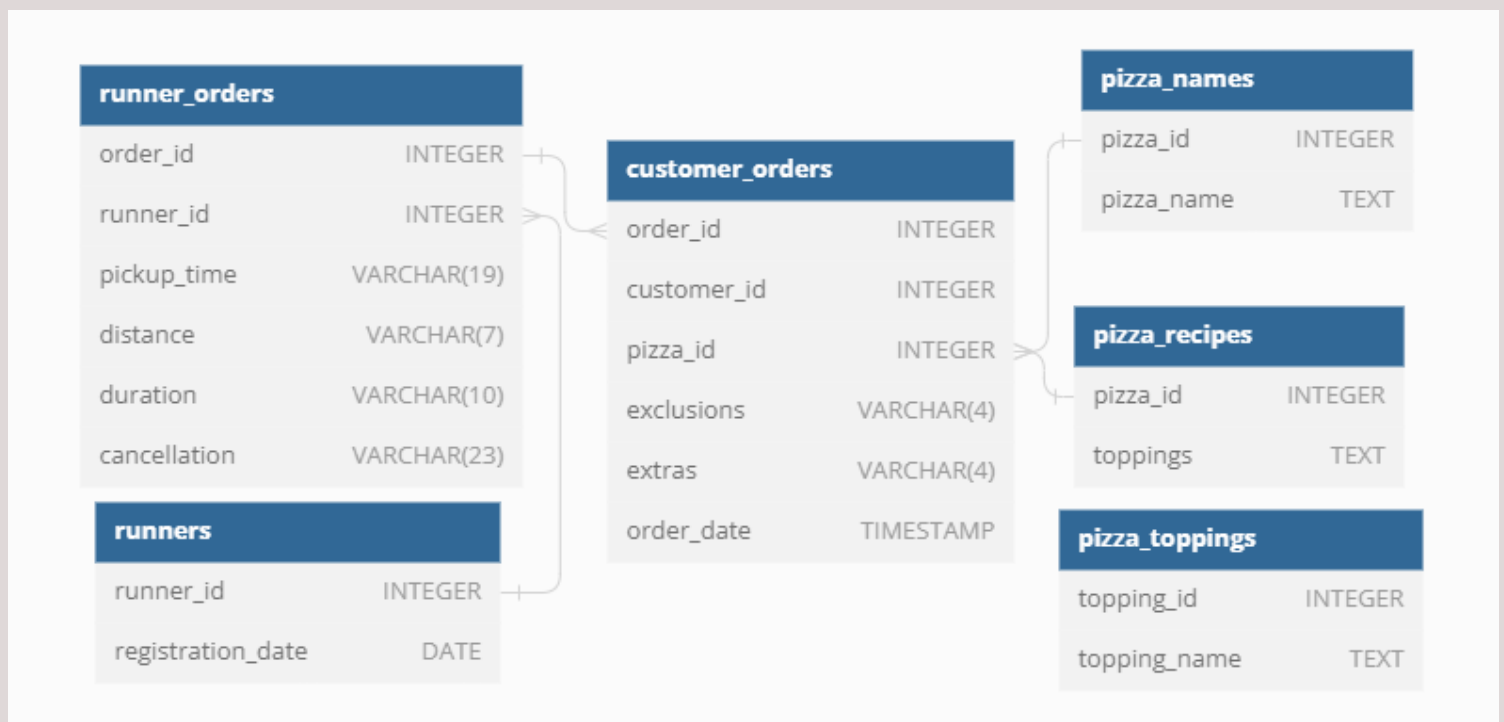 runner_orders
order_id INTEGER
runner_id INTEGER
pickup_time VARCHAR(19)
distance VARCHAR(7)
duration VARCHAR(10)
cancellation VARCHAR(23)
runners
runner_id INTEGER
registration_date DATE
customer_orders
order_id INTEGER
customer_id INTEGER
pizza_id INTEGER
exclusions VARCHAR(4)
extras VARCHAR(4)
order_date TIMESTAMP
pizza_names
pizza_id INTEGER
pizza_name TEXT
pizza_recipes
pizza_id INTEGER
toppings TEXT
pizza_toppings
topping_id INTEGER
topping_name TEXT